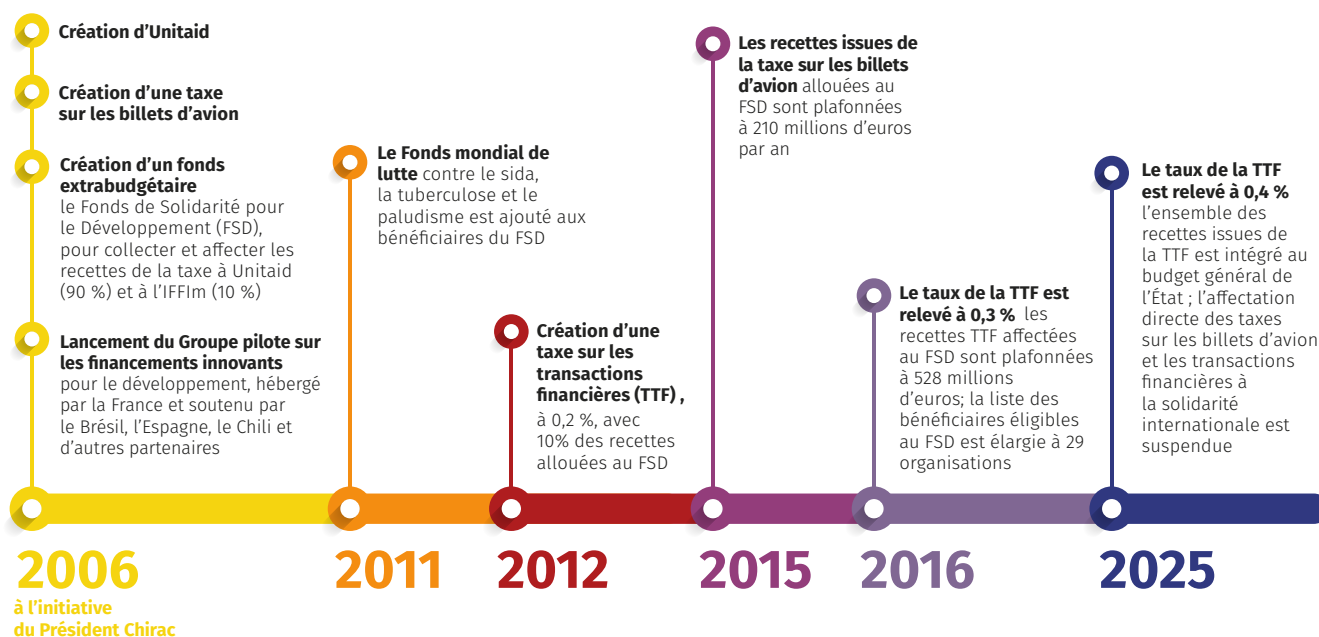 Création d'Unitaid
Création d'une taxe
sur les billets d'avion
Création d'un fonds
extrabudgétaire
le Fonds de Solidarité pour
le Développement (FSD),
pour collecter et affecter les
recettes de la taxe à Unitaid
(90 %) et à l'IFFIm (10 %)
Lancement du Groupe pilote sur
les financements innovants
pour le développement, hébergé
par la France et soutenu par
le Brésil, l'Espagne, le Chili et
d'autres partenaires
2006
à l'initiative
du Président Chirac
Le Fonds mondial de
lutte contre le sida,
la tuberculose et le
paludisme est ajouté aux
bénéficiaires du FSD
2011
Création d'une
taxe sur les
transactions
financières (TTF) ,
à 0,2 %, avec
10% des recettes
allouées au FSD
2012
Les recettes issues de
la taxe sur les billets
d'avion allouées au
FSD sont plafonnées
à 210 millions d'euros
par an
2015
Le taux de la TTF est
relevé à 0,3 % les
recettes TTF affectées
au FSD sont plafonnées
à 528 millions
d'euros; la liste des
bénéficiaires éligibles
au FSD est élargie à 29
organisations
2016
Le taux de la TTF
est relevé à 0,4 %
l'ensemble des
recettes issues de
la TTF est intégré au
budget général de
l'État ; l'affectation
directe des taxes
sur les billets d'avion
et les transactions
financières à
la solidarité
internationale est
suspendue
2025